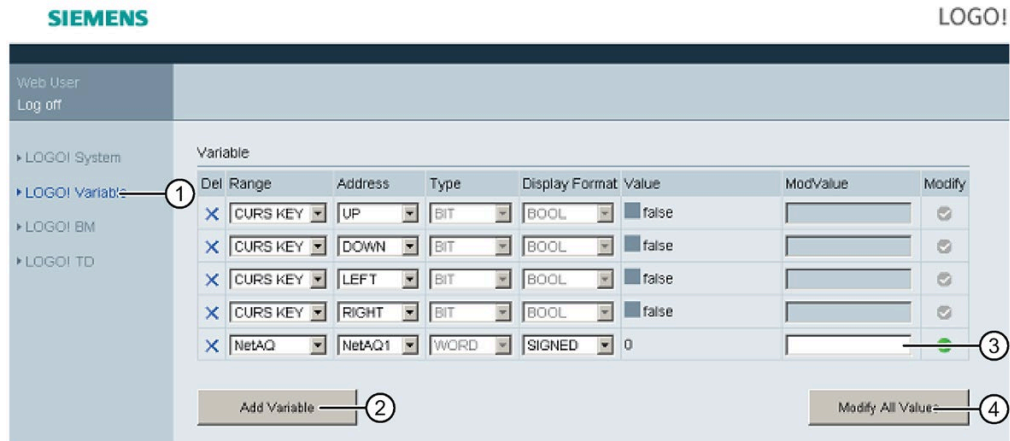 SIEMENS LOGO!
Web User
Log off
LOGO! System
LOGO! Variable 1
LOGO! BM
LOGO! TD
Variable
Del Range Address Type Display Format Value ModValue Modify
CURS KEY UP BIT BOOL false
CURS KEY DOWN BIT BOOL false
CURS KEY LEFT BIT BOOL false
CURS KEY RIGHT BIT BOOL false
NetAQ NetAQ1 WORD SIGNED 0 3
Add Variable 2 Modify All Values 4